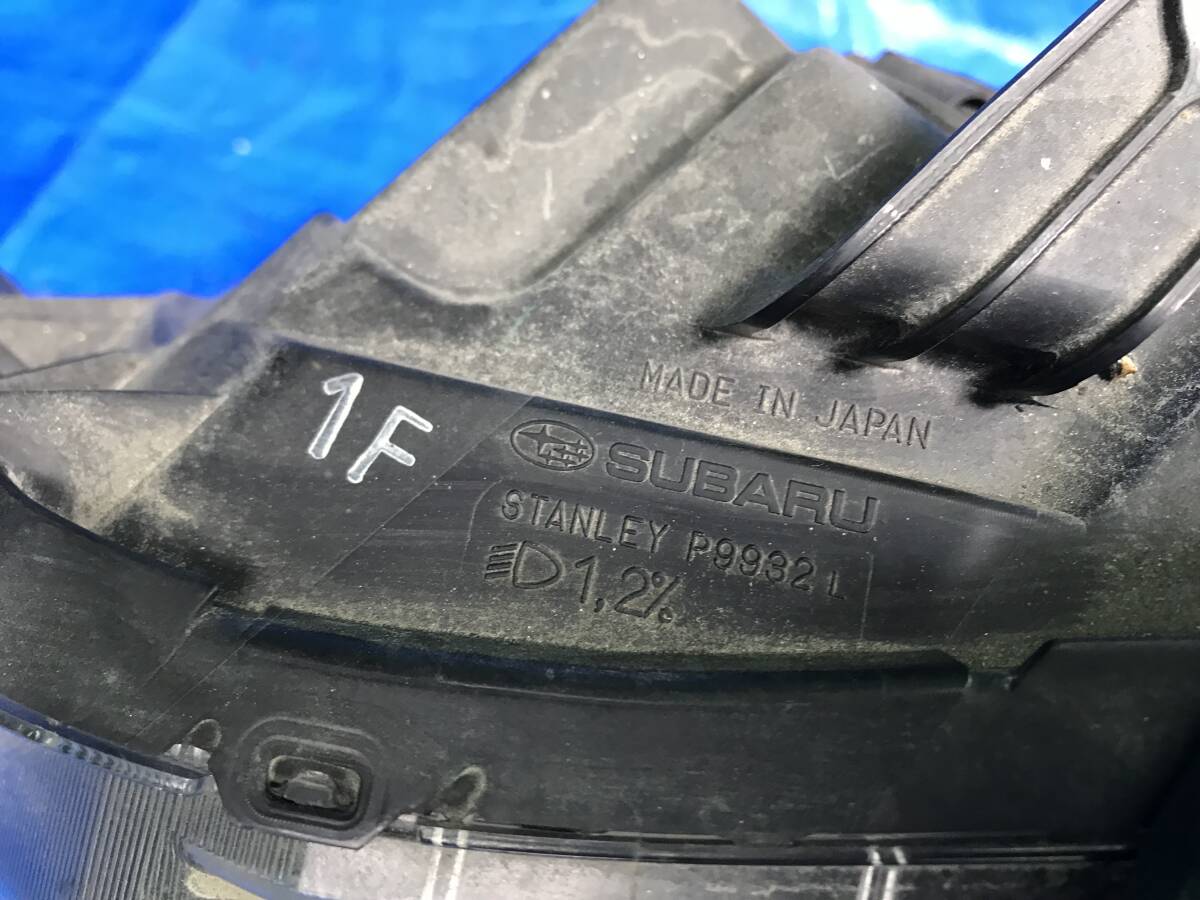 MADE IN JAPAN
1F
SUBARU
STANLEY P9932 L
1,2%